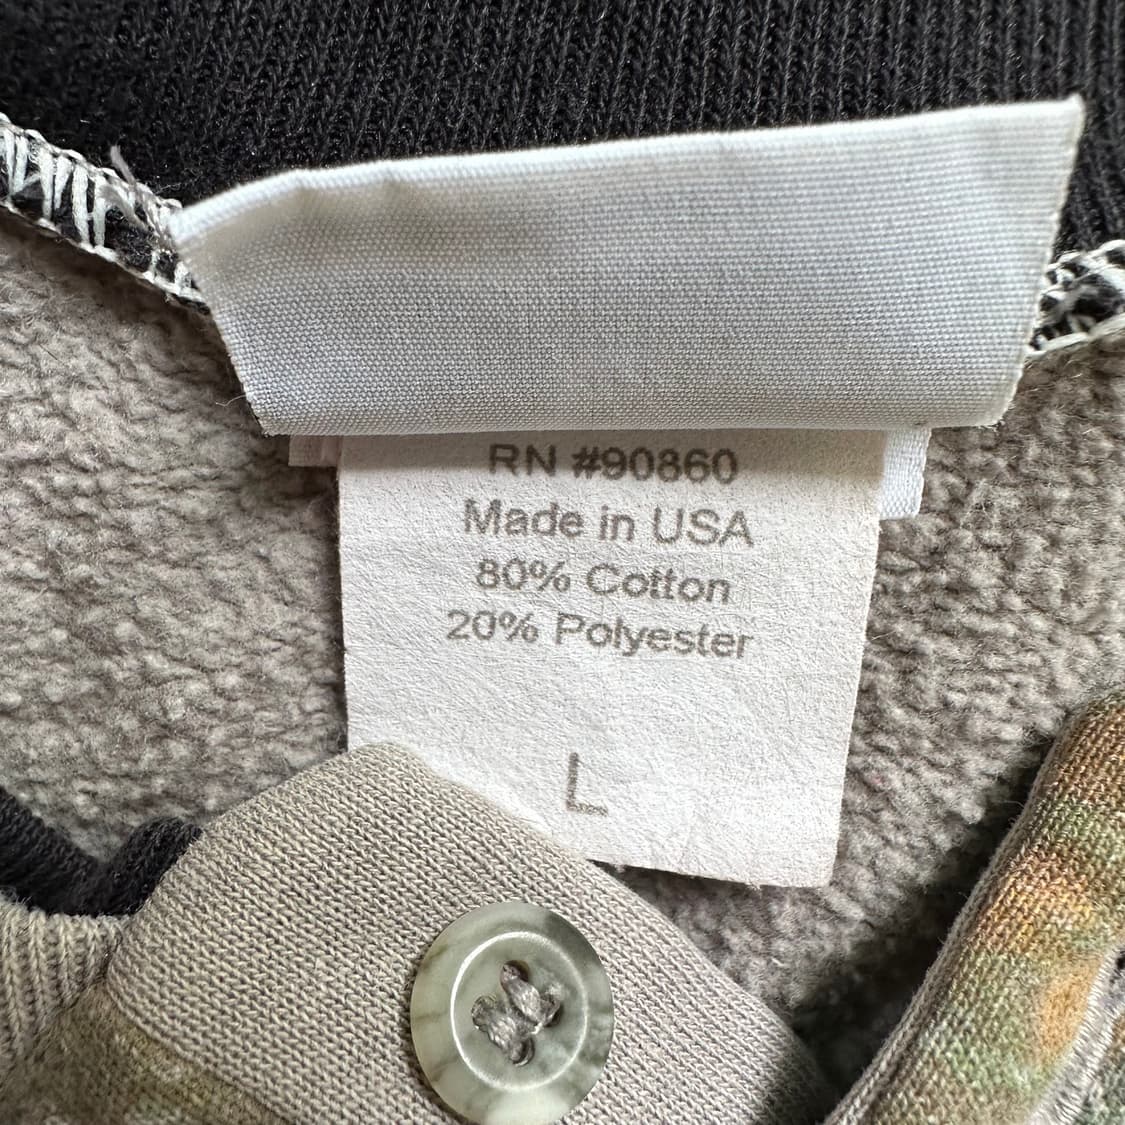 RN #90860
Made in USA
80% Cotton
20% Polyester
L